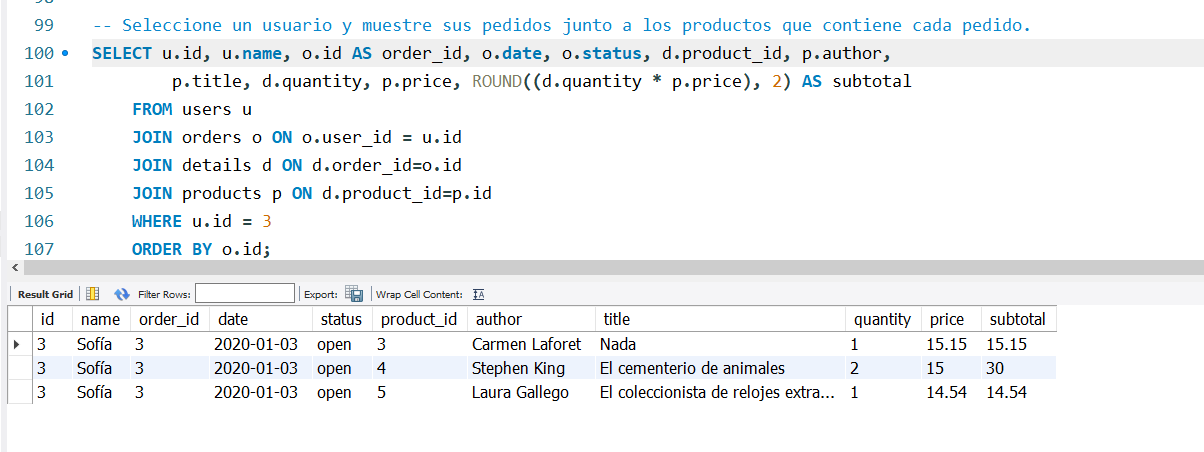 99 -- Seleccione un usuario y muestre sus pedidos junto a los productos que contiene cada pedido.
100 SELECT u.id, u.name, o.id AS order_id, o.date, o.status, d.product_id, p.author,
101 p.title, d.quantity, p.price, ROUND((d.quantity * p.price), 2) AS subtotal
102 FROM users u
103 JOIN orders o ON o.user_id = u.id
104 JOIN details d ON d.order_id=o.id
105 JOIN products p ON d.product_id=p.id
106 WHERE u.id = 3
107 ORDER BY o.id;
Result Grid Filter Rows: Export: Wrap Cell Content:
id name order_id date status product_id author title quantity price subtotal
3 Sofía 3 2020-01-03 open 3 Carmen Laforet Nada 1 15.15 15.15
3 Sofía 3 2020-01-03 open 4 Stephen King El cementerio de animales 2 15 30
3 Sofía 3 2020-01-03 open 5 Laura Gallego El coleccionista de relojes extra... 1 14.54 14.54